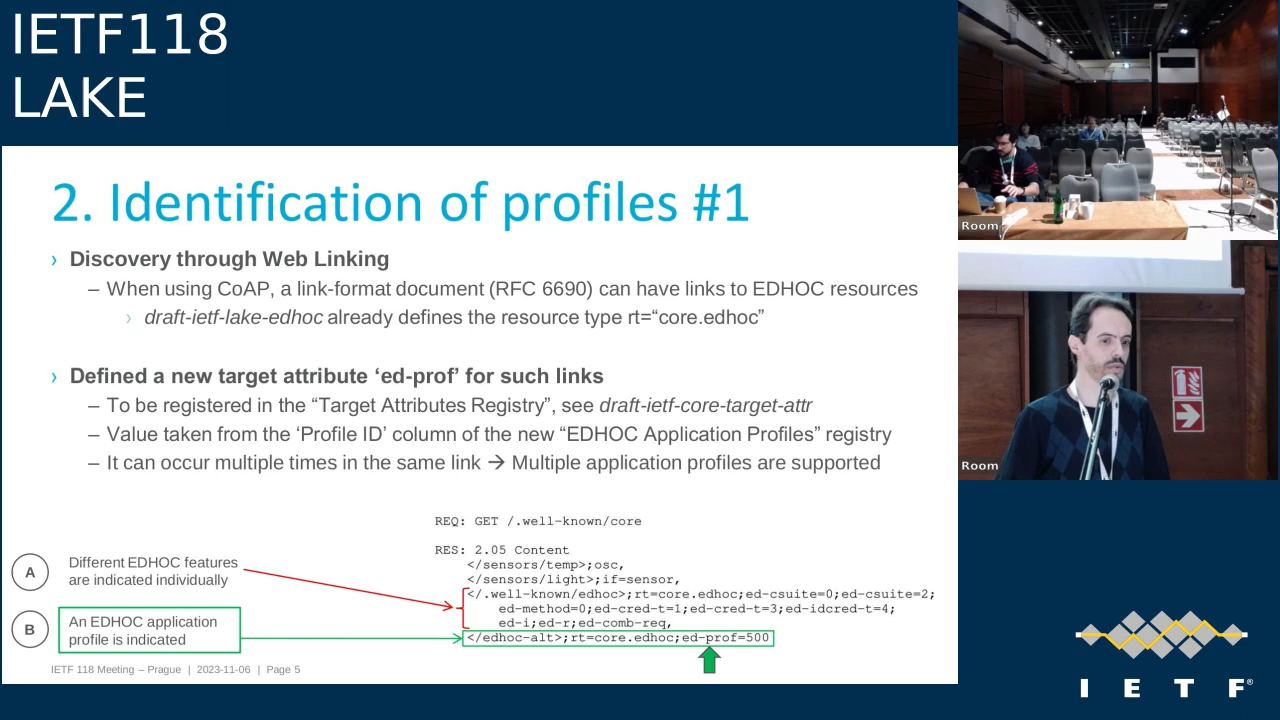 IETF118
LAKE
2. Identification of profiles #1
› Discovery through Web Linking
– When using CoAP, a link-format document (RFC 6690) can have links to EDHOC resources
› draft-ietf-lake-edhoc already defines the resource type rt=“core.edhoc”
› Defined a new target attribute ‘ed-prof’ for such links
– To be registered in the “Target Attributes Registry”, see draft-ietf-core-target-attr
– Value taken from the ‘Profile ID’ column of the new “EDHOC Application Profiles” registry
– It can occur multiple times in the same link → Multiple application profiles are supported
REQ: GET /.well-known/core
RES: 2.05 Content
</sensors/temp>;osc,
</sensors/light>;if=sensor,
</.well-known/edhoc>;rt=core.edhoc;ed-csuite=0;ed-csuite=2;
ed-method=0;ed-cred-t=1;ed-cred-t=3;ed-idcred-t=4;
ed-i;ed-r;ed-comb-req,
</edhoc-alt>;rt=core.edhoc;ed-prof=500
A
Different EDHOC features
are indicated individually
B
An EDHOC application
profile is indicated
IETF 118 Meeting – Prague | 2023-11-06 | Page 5
Room
Room
I E T F®